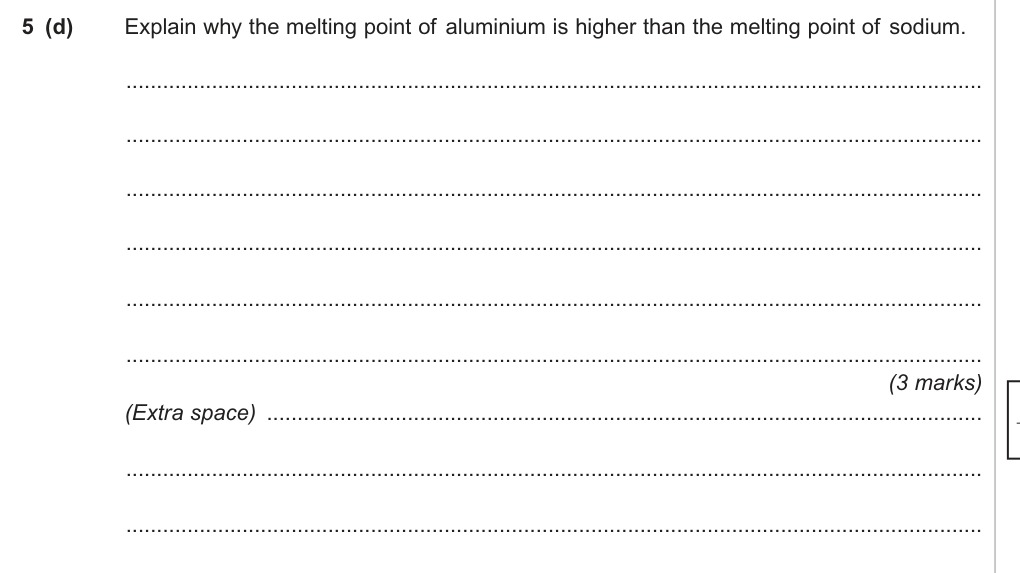 5 (d) Explain why the melting point of aluminium is higher than the melting point of sodium.
(3 marks)
(Extra space)